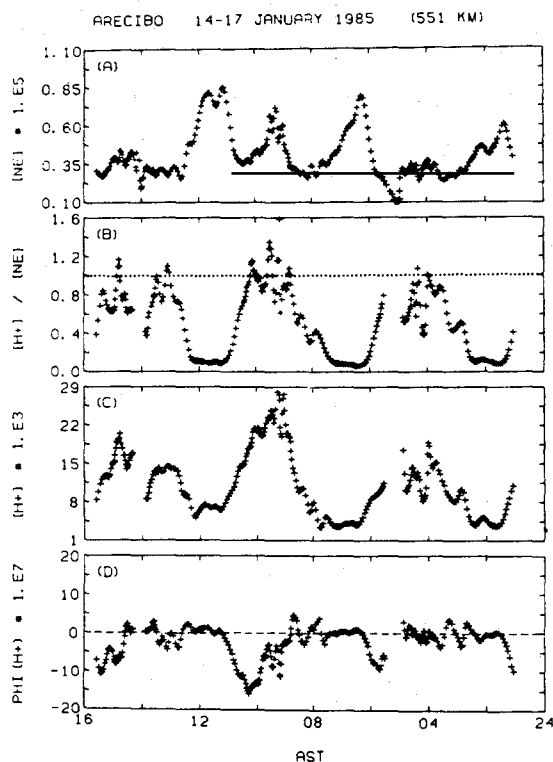 ARECIBO 14-17 JANUARY 1985 (551 KM)
(A)
[NE] * 1.E5
1.10
0.85
0.60
0.35
0.10
(B)
[H+] / [NE]
1.6
1.2
0.8
0.4
0.0
(C)
[H+] * 1.E3
29
22
15
8
1
(D)
PHI(H+) * 1.E7
20
10
0
-10
-20
16 12 08 04 24
AST